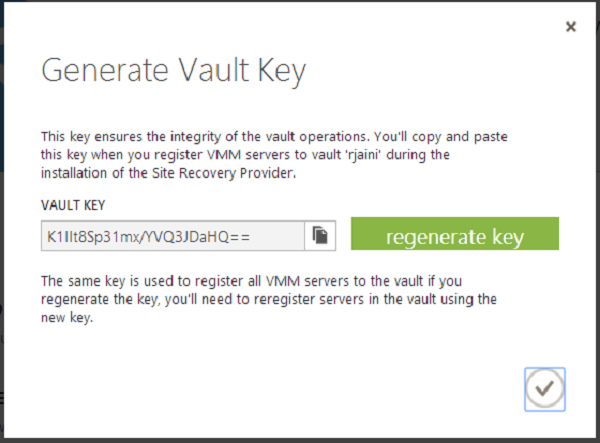 Generate Vault Key
This key ensures the integrity of the vault operations. You'll copy and paste
this key when you register VMM servers to vault 'rjaini' during the
installation of the Site Recovery Provider.
VAULT KEY
K1IIt8Sp31mx/YVQ3JDaHQ==
regenerate key
The same key is used to register all VMM servers to the vault if you
regenerate the key, you'll need to reregister servers in the vault using the
new key.